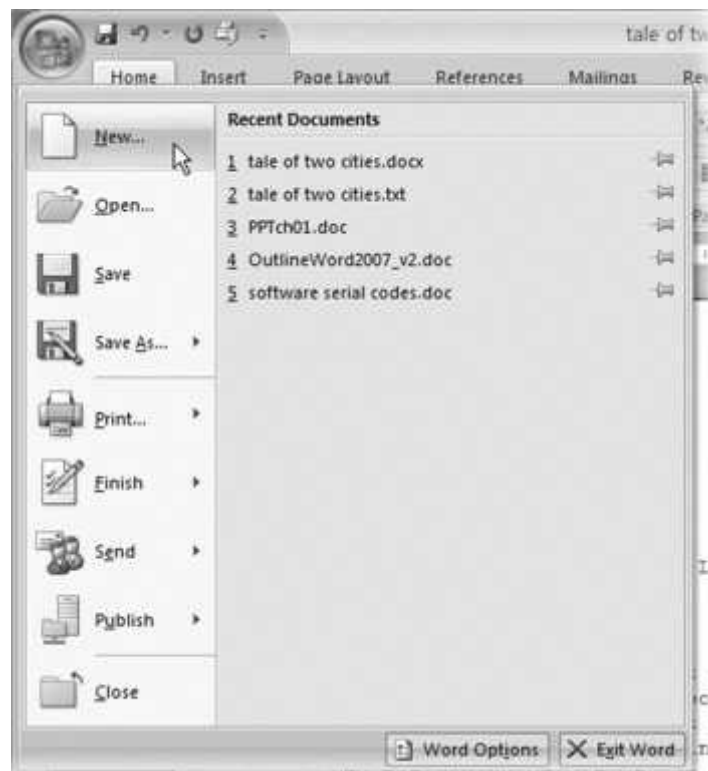 tale of tw
Home Insert Page Layout References Mailings Re
New...
Open...
Save
Save As...
Print...
Finish
Send
Publish
Close
Recent Documents
1 tale of two cities.docx
2 tale of two cities.txt
3 PPTch01.doc
4 OutlineWord2007_v2.doc
5 software serial codes.doc
Word Options Exit Word